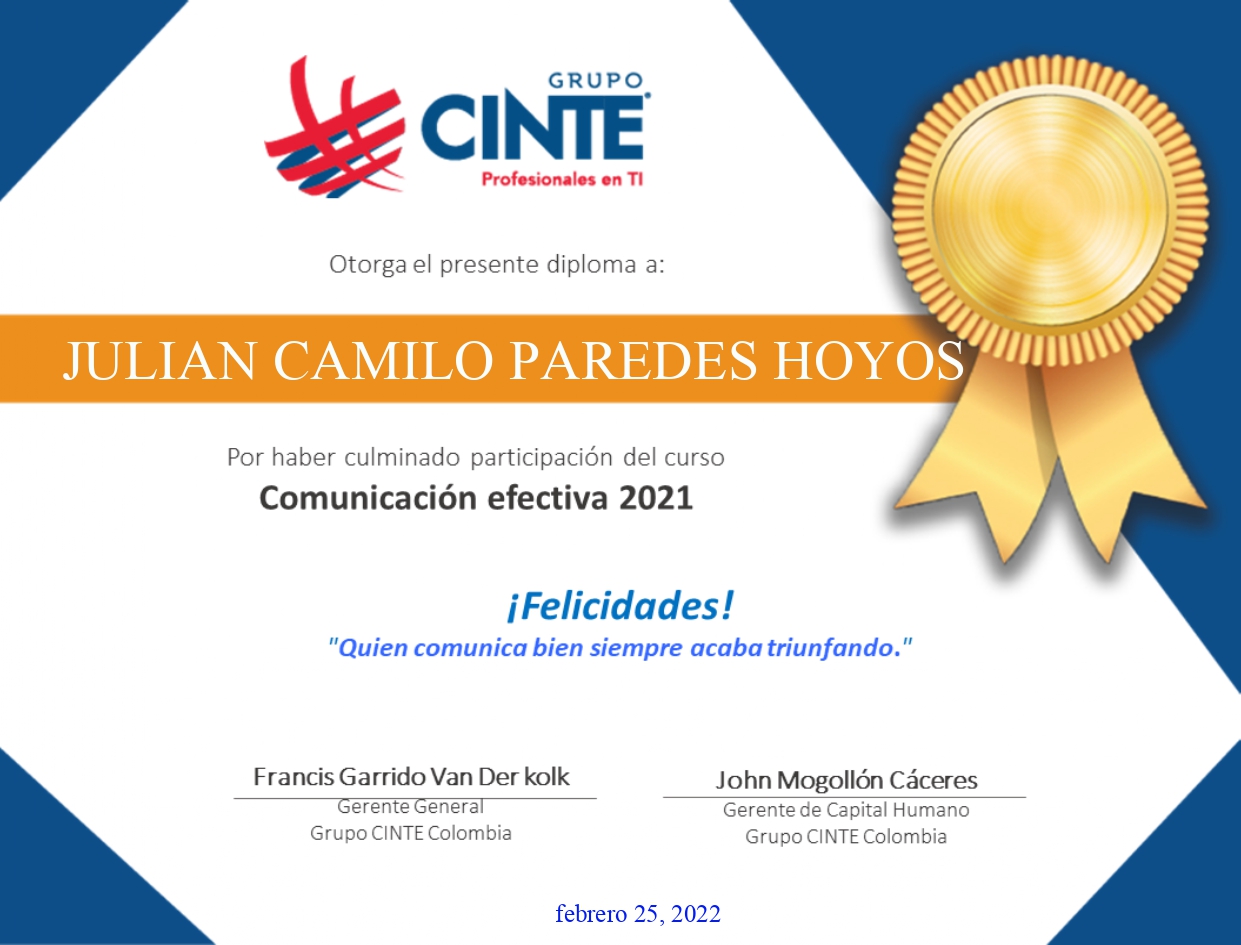 GRUPO
CINTE
Profesionales en TI
Otorga el presente diploma a:
JULIAN CAMILO PAREDES HOYOS
Por haber culminado participación del curso
Comunicación efectiva 2021
¡Felicidades!
"Quien comunica bien siempre acaba triunfando."
Francis Garrido Van Der kolk
Gerente General
Grupo CINTE Colombia
John Mogollón Cáceres
Gerente de Capital Humano
Grupo CINTE Colombia
febrero 25, 2022